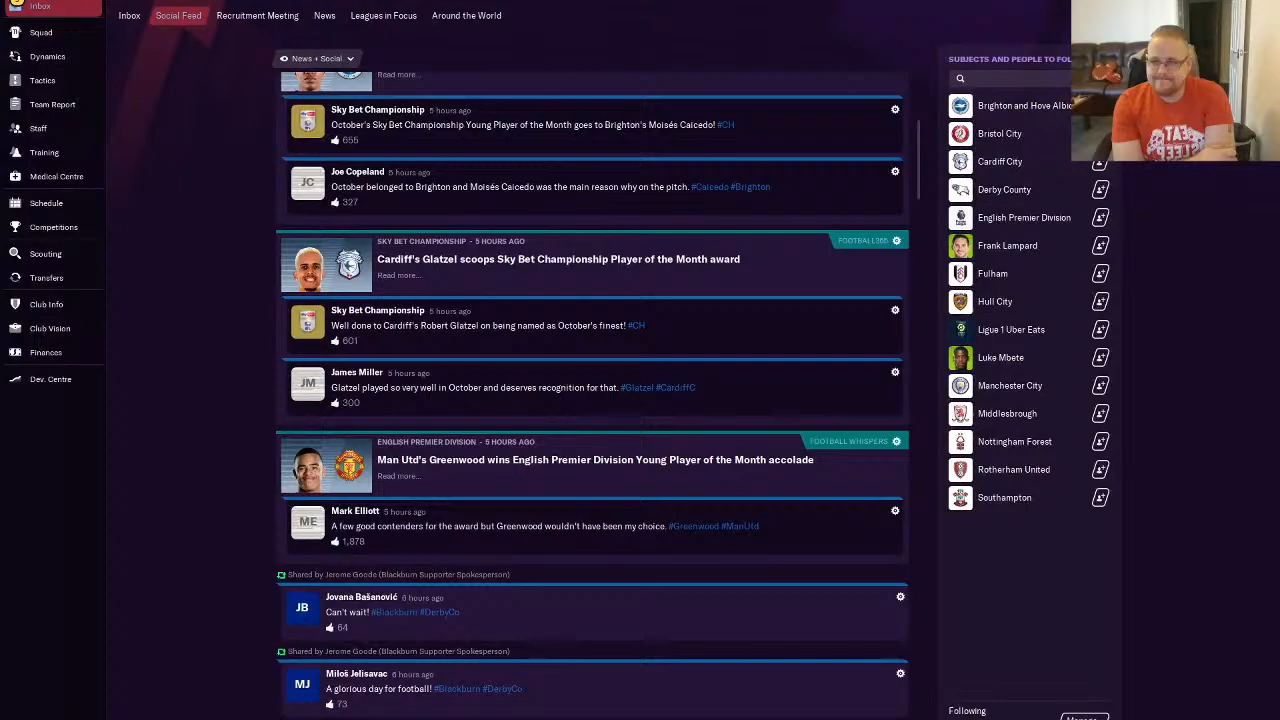 Inbox
Inbox
Social Feed
Recruitment Meeting
News
Leagues in Focus
Around the World
Squad
Dynamics
Tactics
Team Report
Staff
Training
Medical Centre
Schedule
Competitions
Scouting
Transfers
Club Info
Club Vision
Finances
Dev. Centre
News + Social
Read more...
Sky Bet Championship 5 hours ago
October's Sky Bet Championship Young Player of the Month goes to Brighton's Moisés Caicedo! #CH
655
JC
Joe Copeland 5 hours ago
October belonged to Brighton and Moisés Caicedo was the main reason why on the pitch. #Caicedo #Brighton
327
SKY BET CHAMPIONSHIP - 5 HOURS AGO
FOOTBALL365
Cardiff's Glatzel scoops Sky Bet Championship Player of the Month award
Read more...
Sky Bet Championship 5 hours ago
Well done to Cardiff's Robert Glatzel on being named as October's finest! #CH
601
JM
James Miller 5 hours ago
Glatzel played so very well in October and deserves recognition for that. #Glatzel #CardiffC
300
ENGLISH PREMIER DIVISION - 5 HOURS AGO
FOOTBALL WHISPERS
Man Utd's Greenwood wins English Premier Division Young Player of the Month accolade
Read more...
ME
Mark Elliott 5 hours ago
A few good contenders for the award but Greenwood wouldn't have been my choice. #Greenwood #ManUtd
1,878
Shared by Jerome Goode (Blackburn Supporter Spokesperson)
JB
Jovana Bašanović 6 hours ago
Can't wait! #Blackburn #DerbyCo
64
Shared by Jerome Goode (Blackburn Supporter Spokesperson)
MJ
Miloš Jelisavac 6 hours ago
A glorious day for football! #Blackburn #DerbyCo
73
SUBJECTS AND PEOPLE TO FOL
Brighton and Hove Albio
Bristol City
Cardiff City
Derby County
English Premier Division
Frank Lampard
Fulham
Hull City
Ligue 1 Uber Eats
Luke Mbete
Manchester City
Middlesbrough
Nottingham Forest
Rotherham United
Southampton
Following
Manage
EAT
SLEEP